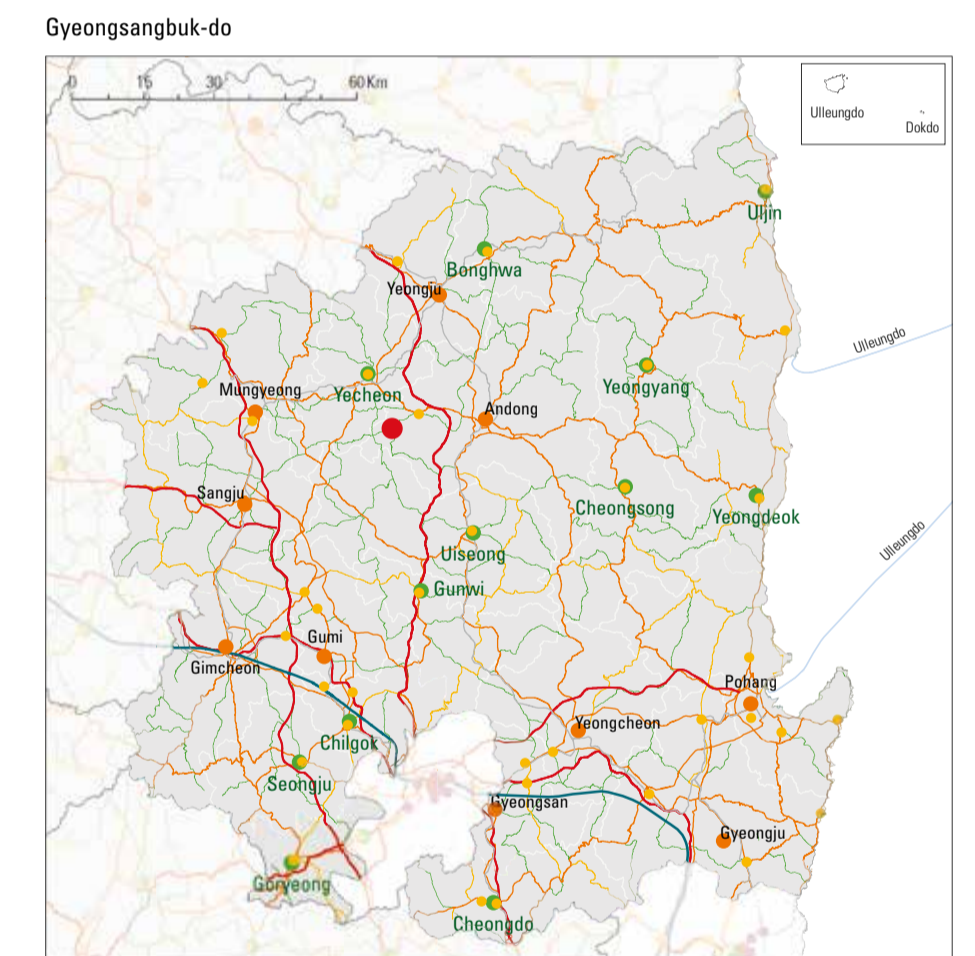 Gyeongsangbuk-do
0 15 30 60 Km
Ulleungdo
Dokdo
Uljin
Bonghwa
Yeongju
Ulleungdo
Yeongyang
Mungyeong
Yecheon
Andong
Sangju
Cheongsong
Yeongdeok
Ulleungdo
Uiseong
Gunwi
Gumi
Gimcheon
Pohang
Yeongcheon
Chilgok
Seongju
Gyeongsan
Gyeongju
Goryeong
Cheongdo